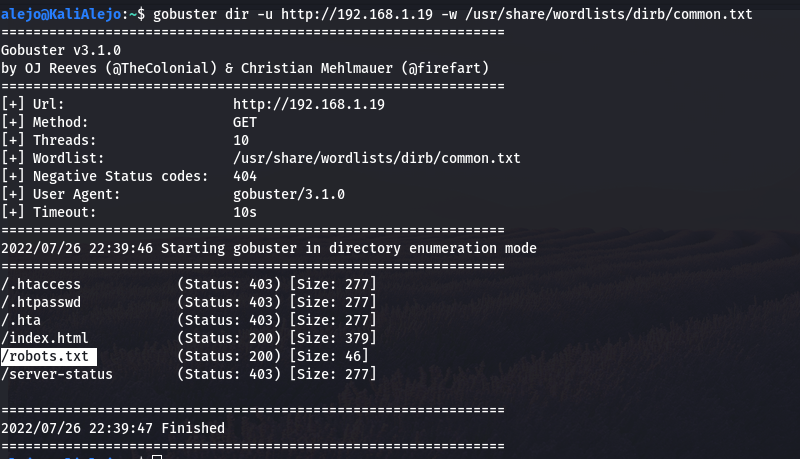 alejo@KaliAlejo:~$ gobuster dir -u http://192.168.1.19 -w /usr/share/wordlists/dirb/common.txt
===============================================================
Gobuster v3.1.0
by OJ Reeves (@TheColonial) & Christian Mehlmauer (@firefart)
===============================================================
[+] Url:                     http://192.168.1.19
[+] Method:                  GET
[+] Threads:                 10
[+] Wordlist:                /usr/share/wordlists/dirb/common.txt
[+] Negative Status codes:   404
[+] User Agent:              gobuster/3.1.0
[+] Timeout:                 10s
===============================================================
2022/07/26 22:39:46 Starting gobuster in directory enumeration mode
===============================================================
/.htaccess            (Status: 403) [Size: 277]
/.htpasswd            (Status: 403) [Size: 277]
/.hta                 (Status: 403) [Size: 277]
/index.html           (Status: 200) [Size: 379]
/robots.txt           (Status: 200) [Size: 46]
/server-status        (Status: 403) [Size: 277]
===============================================================
2022/07/26 22:39:47 Finished
===============================================================